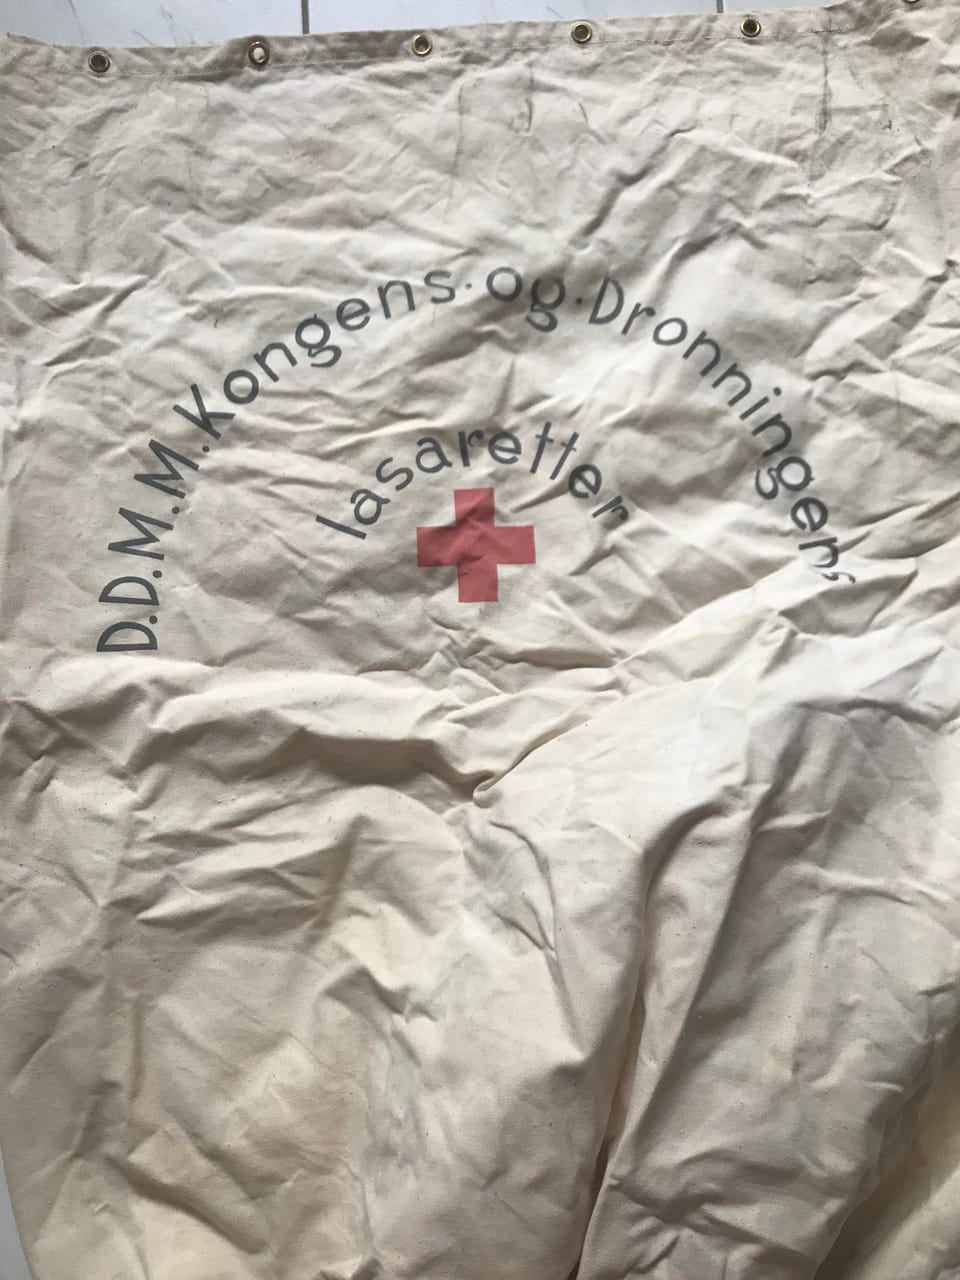 D.D.M.M. Kongens · og · Dronningens
lasaretter